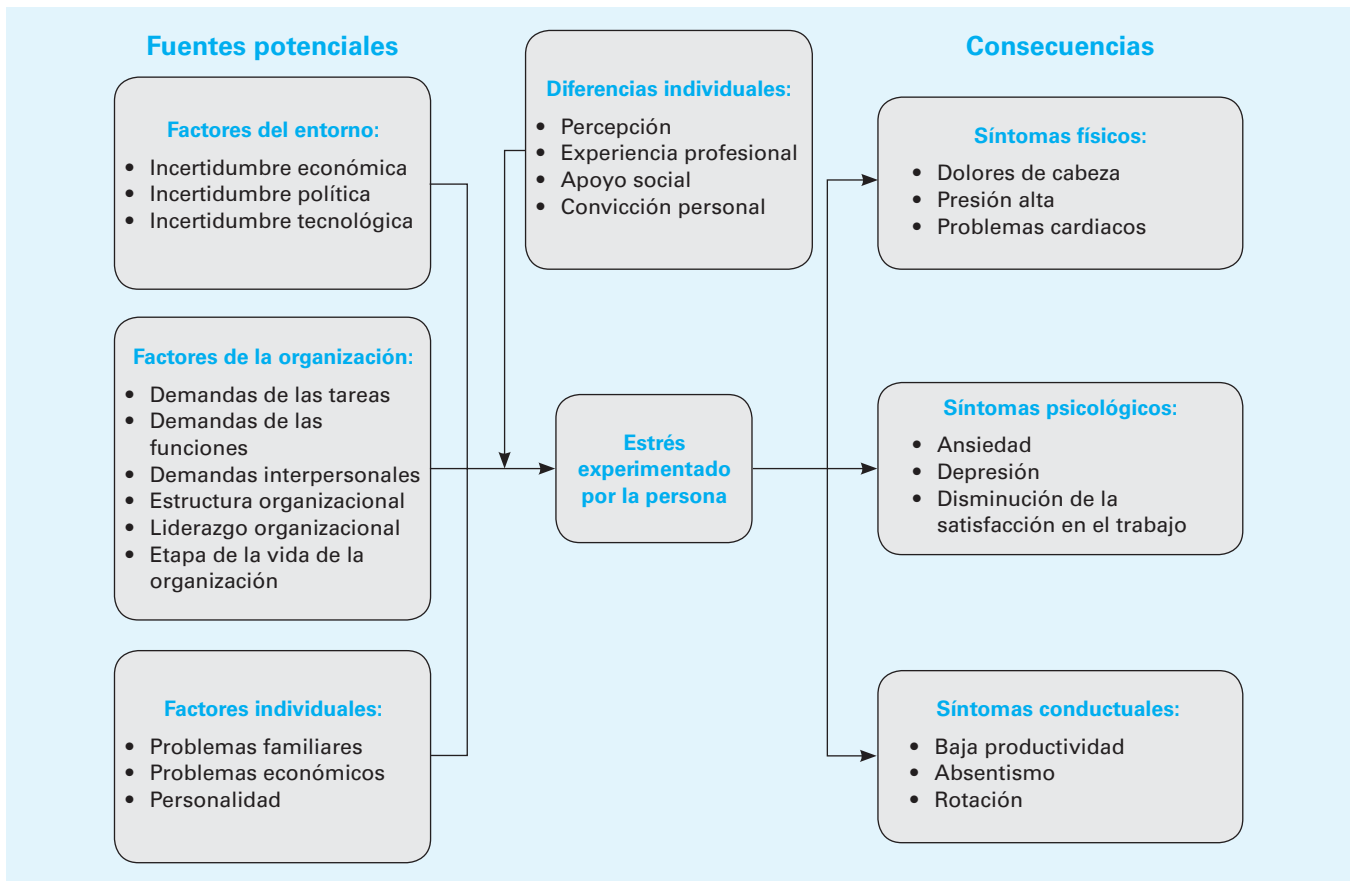 Fuentes potenciales
Factores del entorno:
• Incertidumbre económica
• Incertidumbre política
• Incertidumbre tecnológica
Factores de la organización:
• Demandas de las tareas
• Demandas de las
funciones
• Demandas interpersonales
• Estructura organizacional
• Liderazgo organizacional
• Etapa de la vida de la
organización
Factores individuales:
• Problemas familiares
• Problemas económicos
• Personalidad
Diferencias individuales:
• Percepción
• Experiencia profesional
• Apoyo social
• Convicción personal
Estrés
experimentado
por la persona
Consecuencias
Síntomas físicos:
• Dolores de cabeza
• Presión alta
• Problemas cardiacos
Síntomas psicológicos:
• Ansiedad
• Depresión
• Disminución de la
satisfacción en el trabajo
Síntomas conductuales:
• Baja productividad
• Absentismo
• Rotación